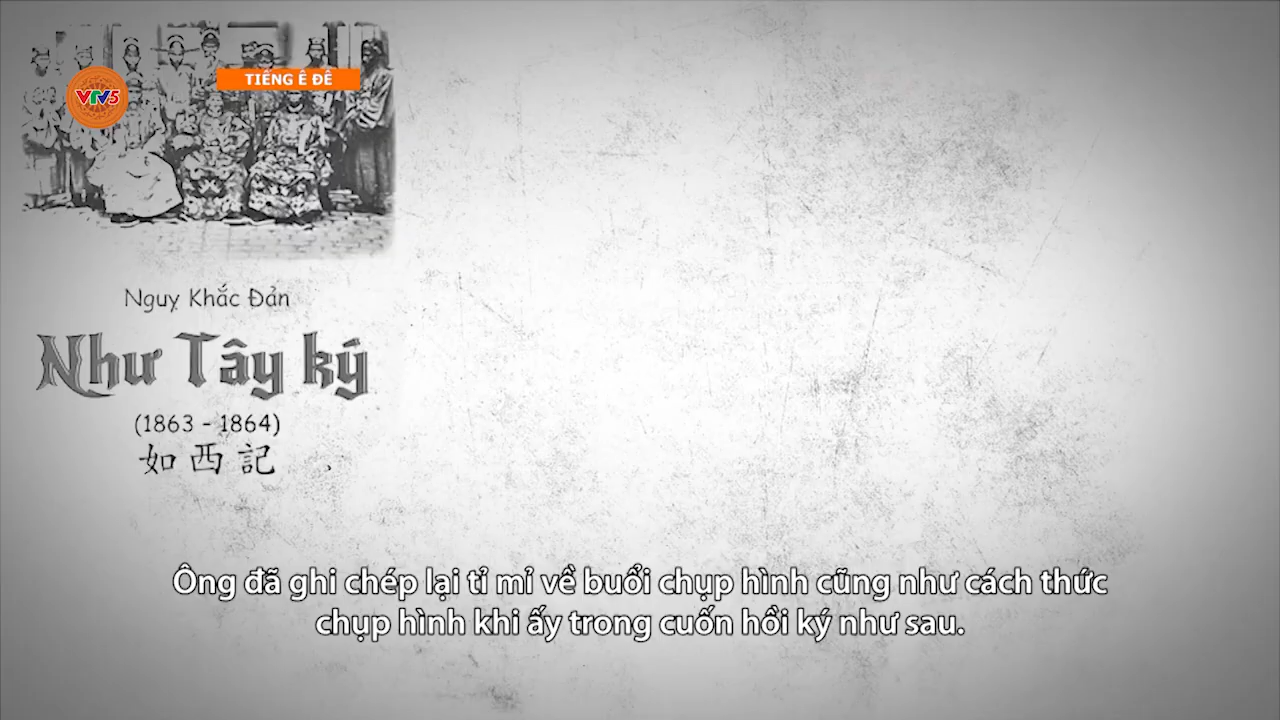 VTV5
TIẾNG Ê ĐÊ
Nguỵ Khắc Đản
Như Tây ký
(1863 - 1864)
如西記
Ông đã ghi chép lại tỉ mỉ về buổi chụp hình cũng như cách thức
chụp hình khi ấy trong cuốn hồi ký như sau.